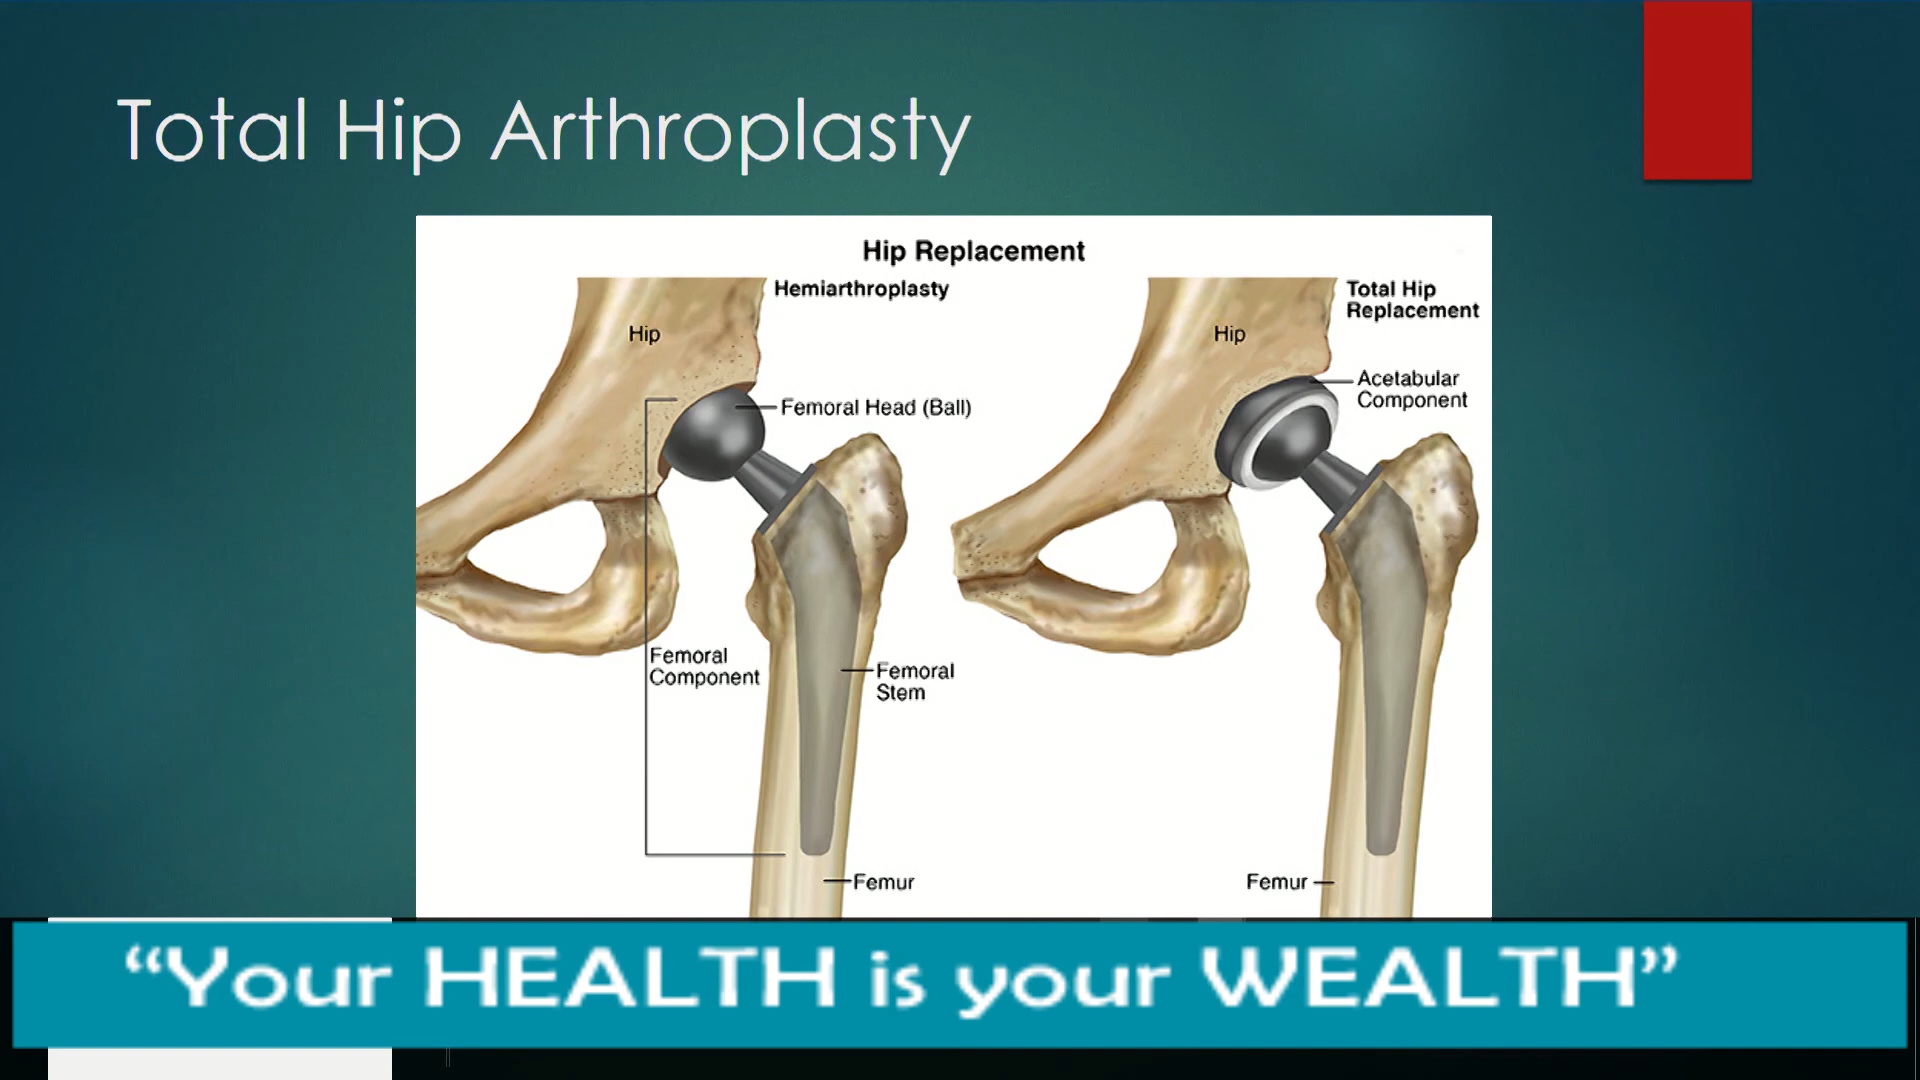 Total Hip Arthroplasty
Hip Replacement
Hemiarthroplasty
Hip
Femoral Head (Ball)
Femoral
Component
Femoral
Stem
Femur
Total Hip
Replacement
Hip
Acetabular
Component
Femur
“Your HEALTH is your WEALTH”